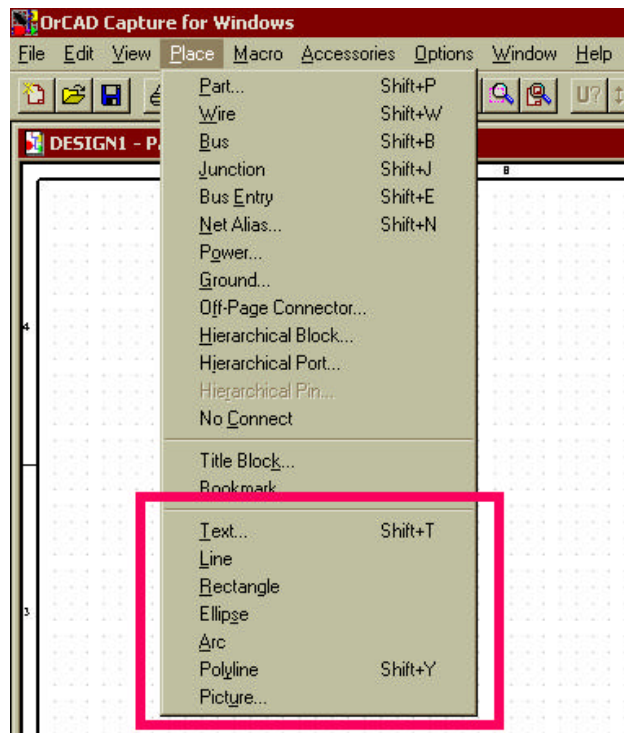 OrCAD Capture for Windows
File Edit View Place Macro Accessories Options Window Help
U?
DESIGN1 - P
Part... Shift+P
Wire Shift+W
Bus Shift+B
B
Junction Shift+J
Bus Entry Shift+E
Net Alias... Shift+N
Power...
Ground...
Off-Page Connector...
4
Hierarchical Block...
Hierarchical Port...
Hierarchical Pin...
No Connect
Title Block...
Bookmark
Text... Shift+T
Line
Rectangle
3
Ellipse
Arc
Polyline Shift+Y
Picture...